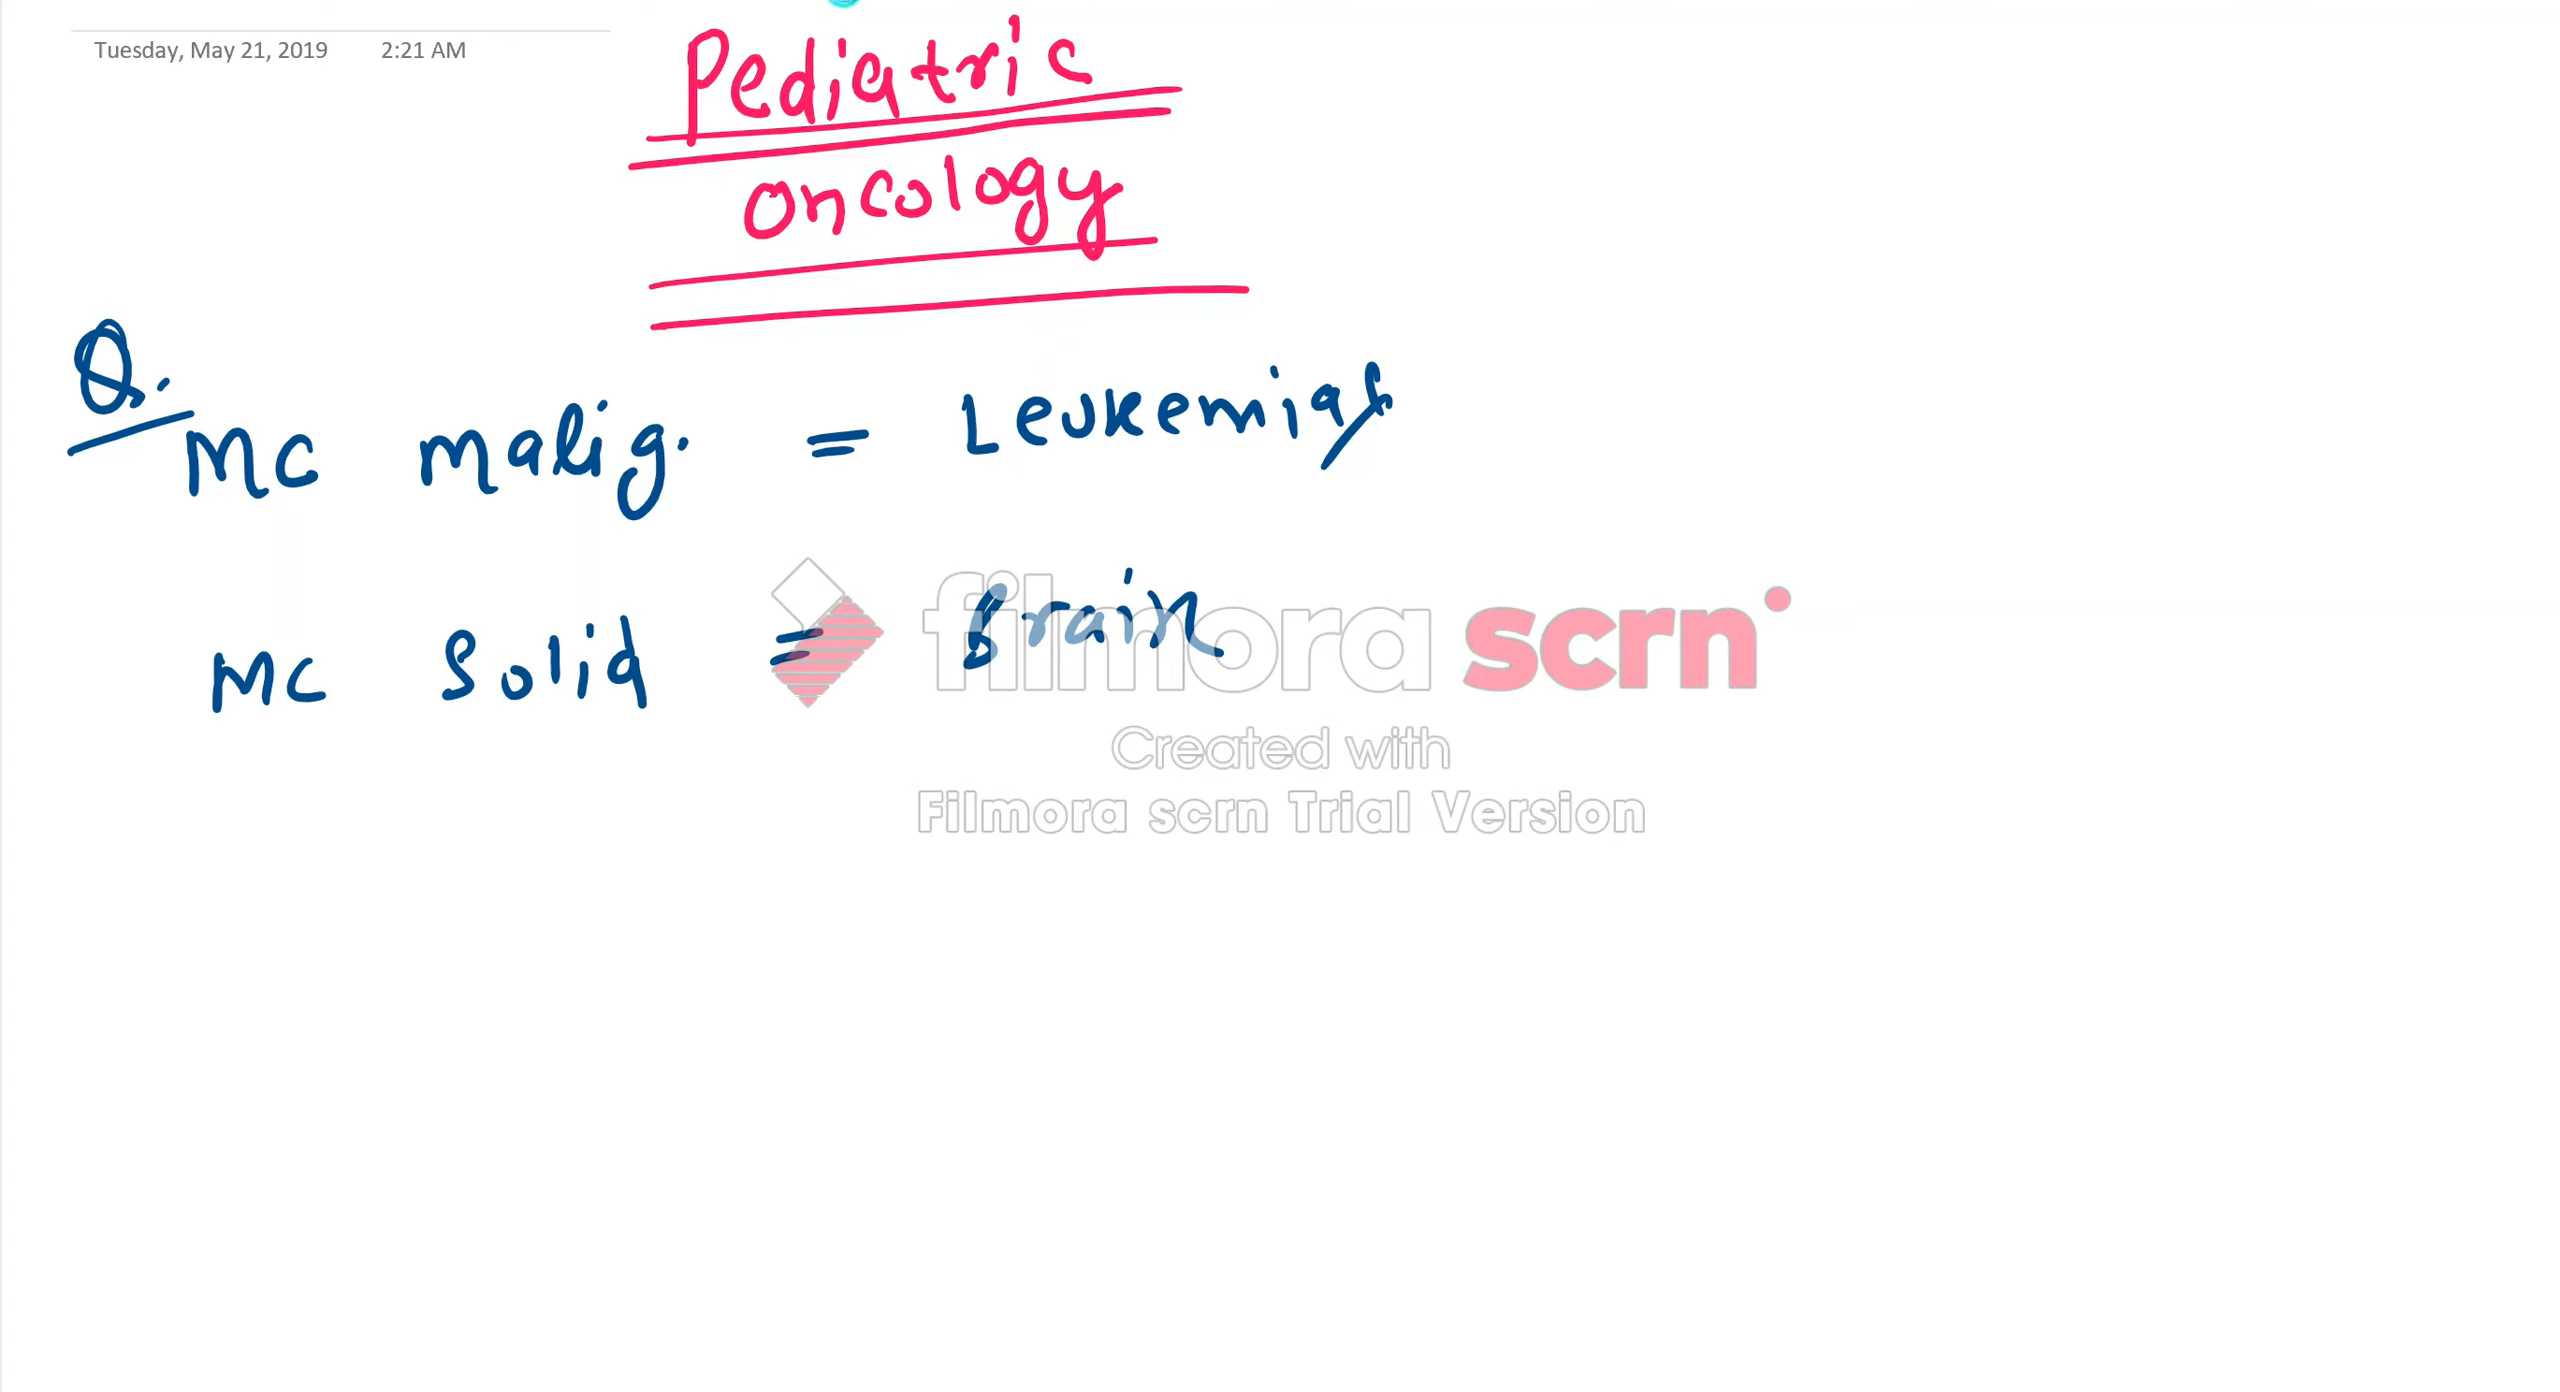 Tuesday, May 21, 2019 2:21 AM
Pediatric
Oncology
Q.
MC malig. = Leukemias
MC Solid = Brain
filmora scrn
Created with
Filmora scrn Trial Version